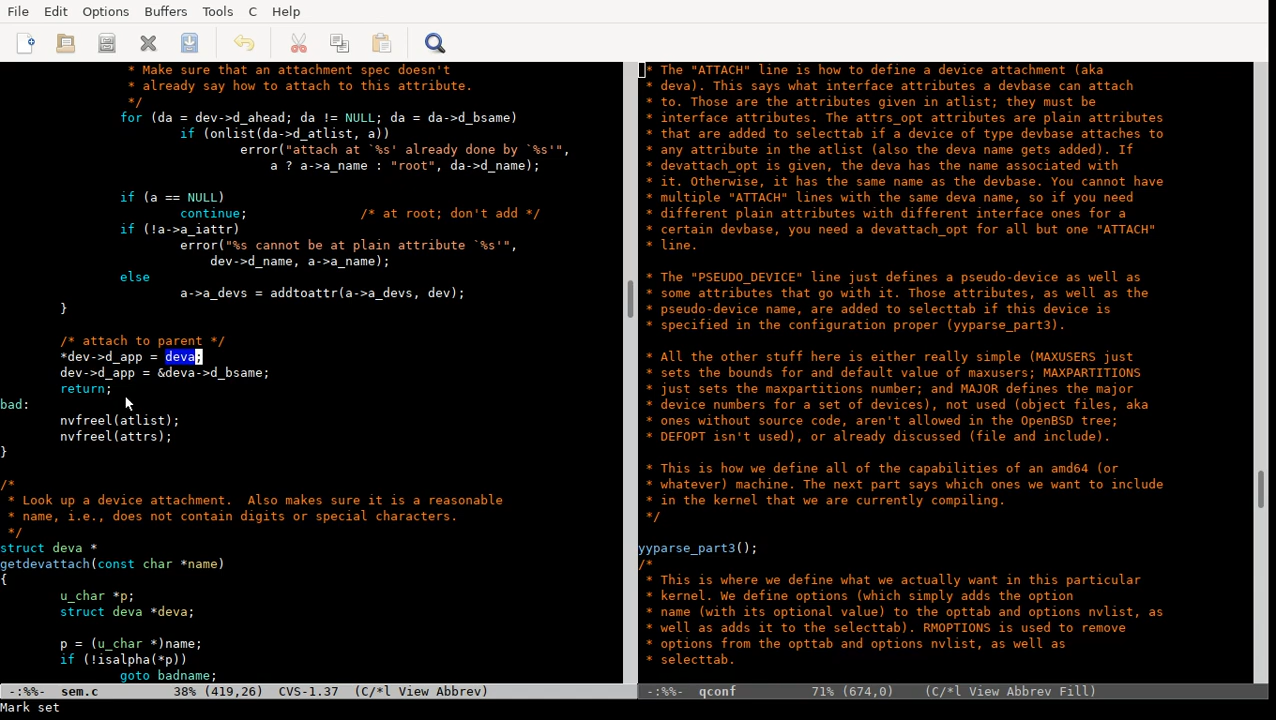 File Edit Options Buffers Tools C Help
* Make sure that an attachment spec doesn't
* already say how to attach to this attribute.
*/
for (da = dev->d_ahead; da != NULL; da = da->d_bsame)
if (onlist(da->d_atlist, a))
error("attach at `%s' already done by `%s'",
a ? a->a_name : "root", da->d_name);
if (a == NULL)
continue; /* at root; don't add */
if (!a->a_iattr)
error("%s cannot be at plain attribute `%s'",
dev->d_name, a->a_name);
else
a->a_devs = addtoattr(a->a_devs, dev);
}
/* attach to parent */
*dev->d_app = deva;
dev->d_app = &deva->d_bsame;
return;
bad:
nvfreel(atlist);
nvfreel(attrs);
}
/*
* Look up a device attachment.  Also makes sure it is a reasonable
* name, i.e., does not contain digits or special characters.
*/
struct deva *
getdevattach(const char *name)
{
u_char *p;
struct deva *deva;
p = (u_char *)name;
if (!isalpha(*p))
goto badname;
-:%%-  sem.c 38% (419,26) CVS-1.37 (C/*l View Abbrev)
* The "ATTACH" line is how to define a device attachment (aka
* deva). This says what interface attributes a devbase can attach
* to. Those are the attributes given in atlist; they must be
* interface attributes. The attrs_opt attributes are plain attributes
* that are added to selecttab if a device of type devbase attaches to
* any attribute in the atlist (also the deva name gets added). If
* devattach_opt is given, the deva has the name associated with
* it. Otherwise, it has the same name as the devbase. You cannot have
* multiple "ATTACH" lines with the same deva name, so if you need
* different plain attributes with different interface ones for a
* certain devbase, you need a devattach_opt for all but one "ATTACH"
* line.
* The "PSEUDO_DEVICE" line just defines a pseudo-device as well as
* some attributes that go with it. Those attributes, as well as the
* pseudo-device name, are added to selecttab if this device is
* specified in the configuration proper (yyparse_part3).
* All the other stuff here is either really simple (MAXUSERS just
* sets the bounds for and default value of maxusers; MAXPARTITIONS
* just sets the maxpartitions number; and MAJOR defines the major
* device numbers for a set of devices), not used (object files, aka
* ones without source code, aren't allowed in the OpenBSD tree;
* DEFOPT isn't used), or already discussed (file and include).
* This is how we define all of the capabilities of an amd64 (or
* whatever) machine. The next part says which ones we want to include
* in the kernel that we are currently compiling.
*/
yyparse_part3();
/*
* This is where we define what we actually want in this particular
* kernel. We define options (which simply adds the option
* name (with its optional value) to the opttab and options nvlist, as
* well as adds it to the selecttab). RMOPTIONS is used to remove
* options from the opttab and options nvlist, as well as
* selecttab.
-:%%-  qconf 71% (674,0) (C/*l View Abbrev Fill)
Mark set